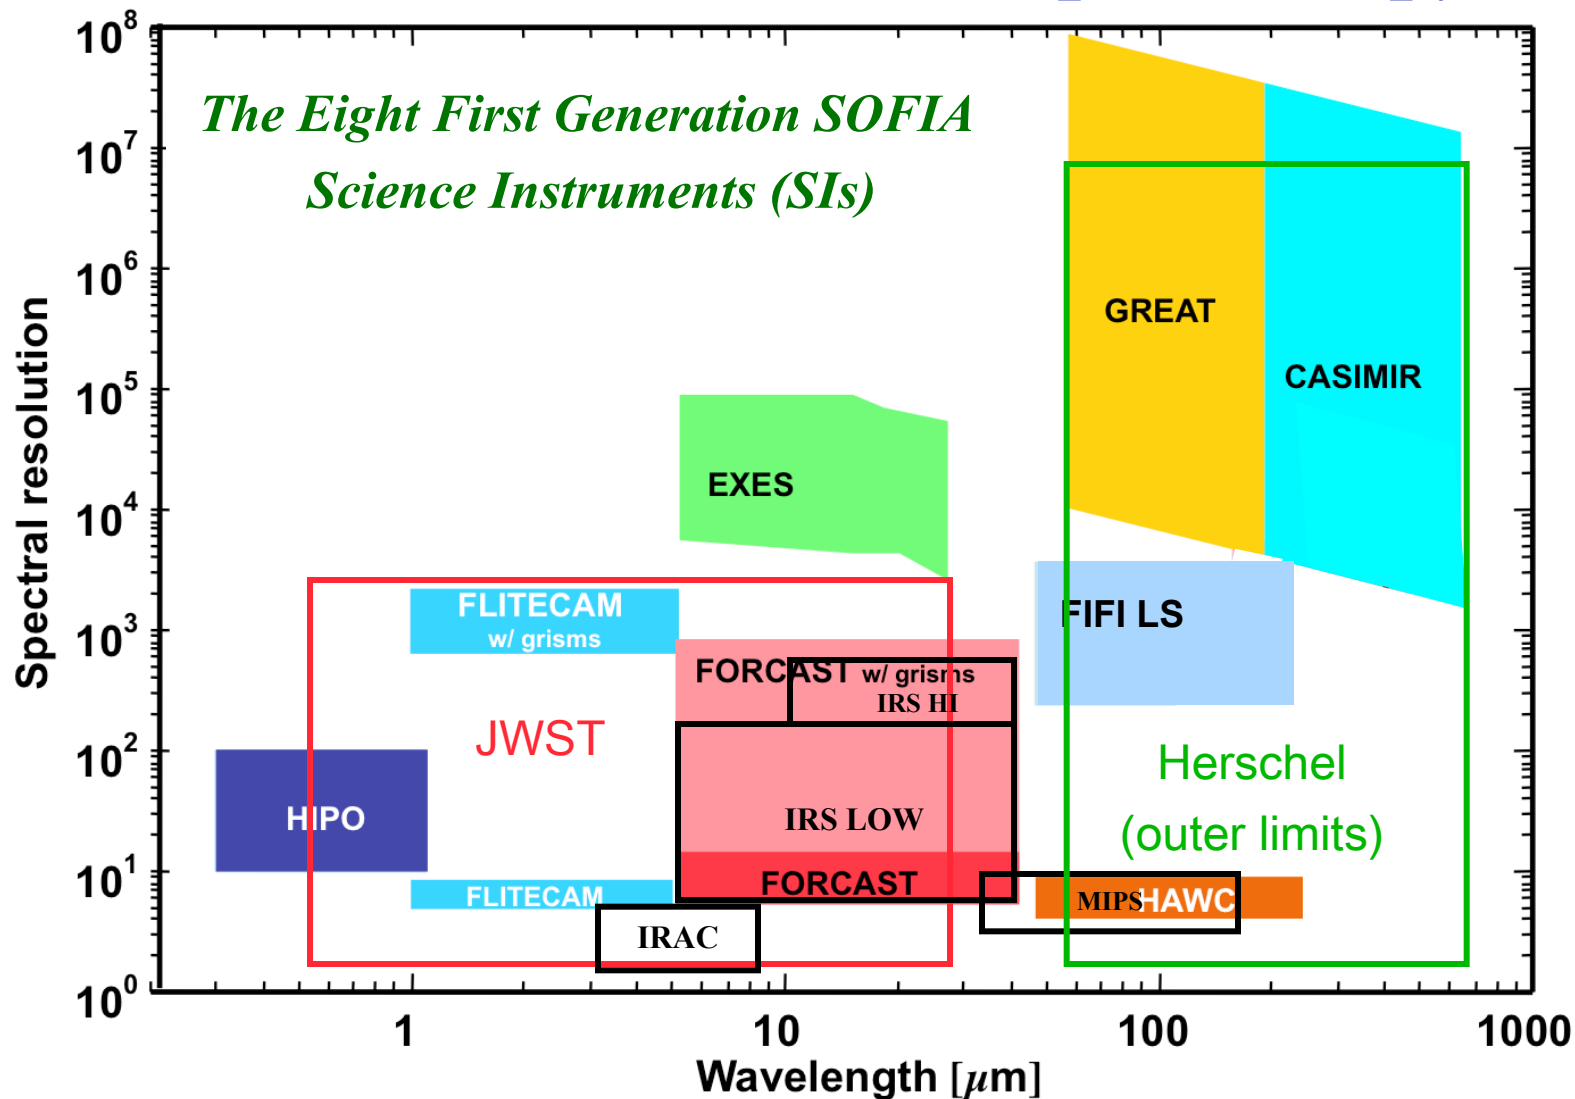 The Eight First Generation SOFIA
Science Instruments (SIs)
Spectral resolution
10^8
10^7
10^6
10^5
10^4
10^3
10^2
10^1
10^0
GREAT
CASIMIR
EXES
FLITECAM
w/ grisms
FIFI LS
FORCAST w/ grisms
IRS HI
JWST
Herschel
(outer limits)
HIPO
IRS LOW
FORCAST
FLITECAM
MIPS
HAWC
IRAC
1
10
100
1000
Wavelength [μm]